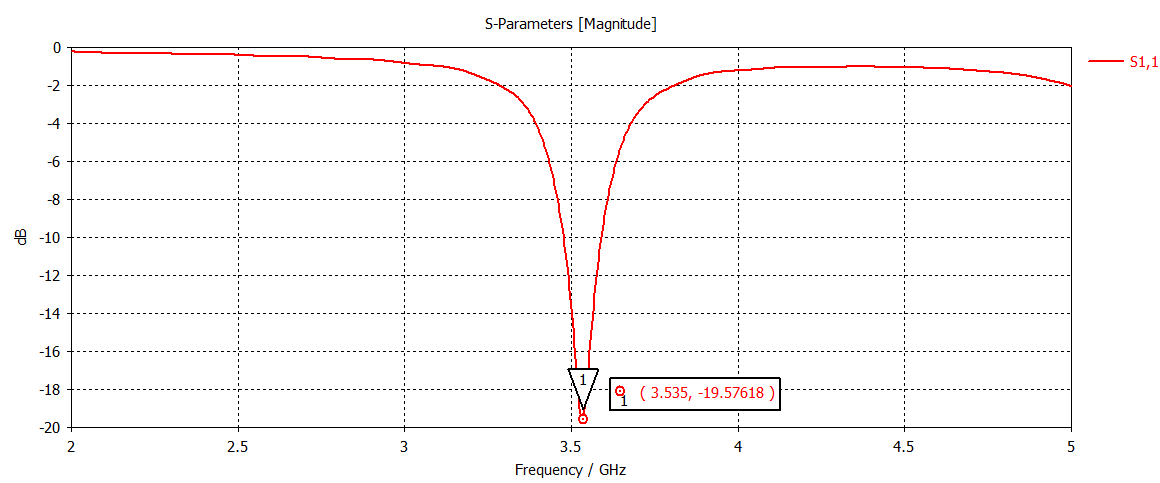 S-Parameters [Magnitude]
S1,1
0
-2
-4
-6
-8
-10
-12
-14
-16
-18
-20
dB
1
1 ( 3.535, -19.57618 )
2 2.5 3 3.5 4 4.5 5
Frequency / GHz